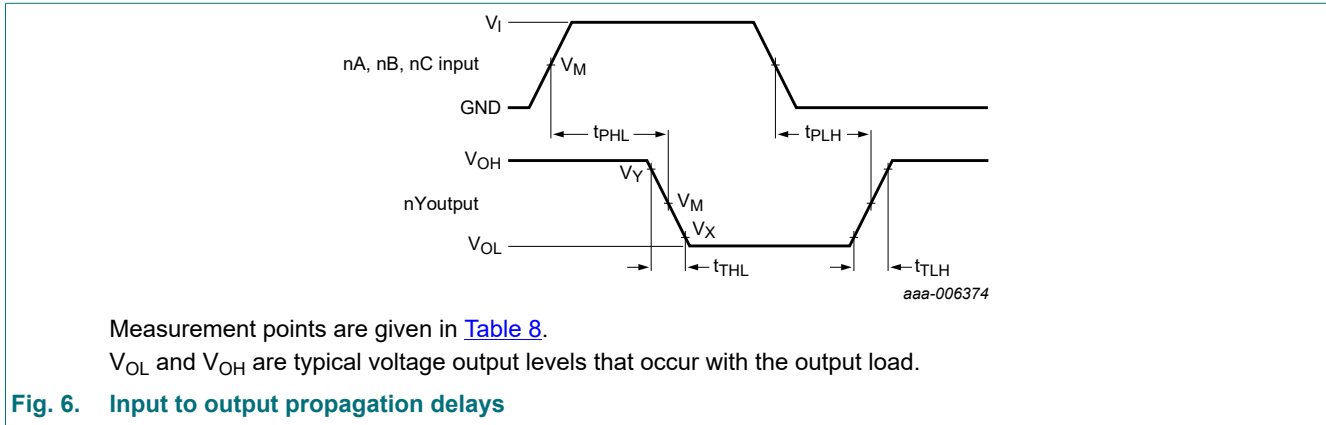 VI
nA, nB, nC input
VM
GND
tPHL
tPLH
VOH
VY
nYoutput
VM
VX
VOL
tTHL
tTLH
aaa-006374
Measurement points are given in Table 8.
VOL and VOH are typical voltage output levels that occur with the output load.
Fig. 6. Input to output propagation delays